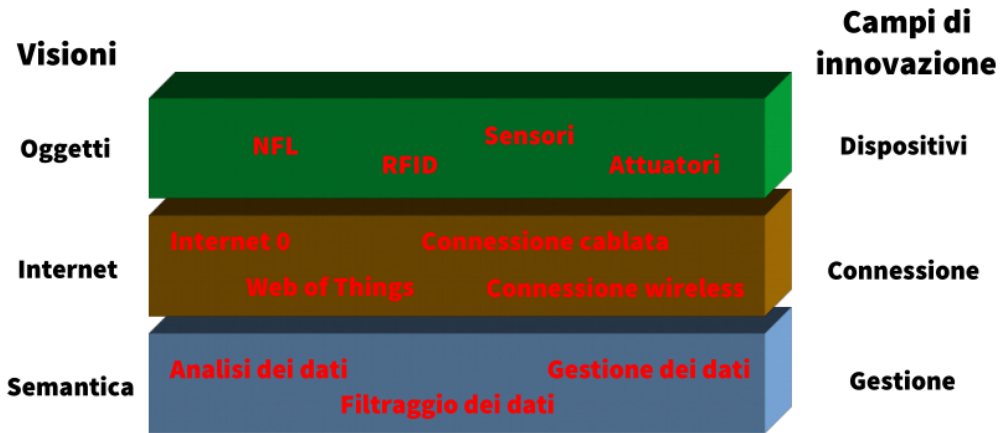 Visioni
Campi di
innovazione
Oggetti
NFL
RFID
Sensori
Attuatori
Dispositivi
Internet
Internet 0
Web of Things
Connessione cablata
Connessione wireless
Connessione
Semantica
Analisi dei dati
Filtraggio dei dati
Gestione dei dati
Gestione